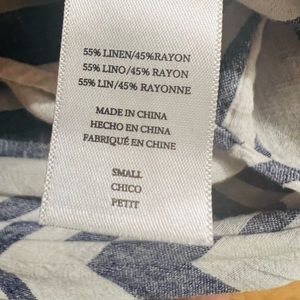 55% LINEN/45%RAYON
55% LINO/45% RAYON
55% LIN/45% RAYONNE
MADE IN CHINA
HECHO EN CHINA
FABRIQUÉ EN CHINE
SMALL
CHICO
PETIT